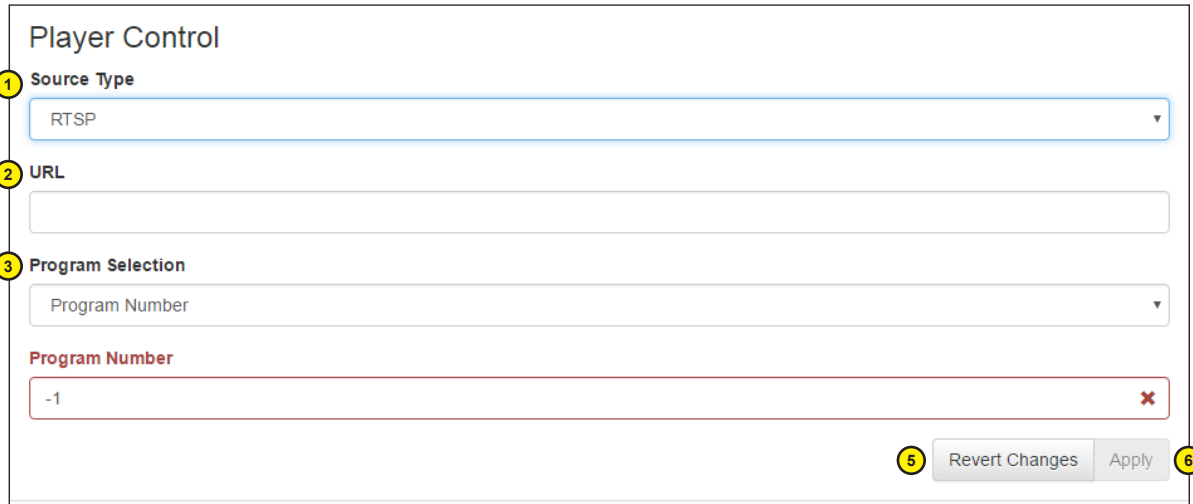 Player Control
1 Source Type
RTSP
2 URL
3 Program Selection
Program Number
Program Number
-1
5 Revert Changes Apply 6